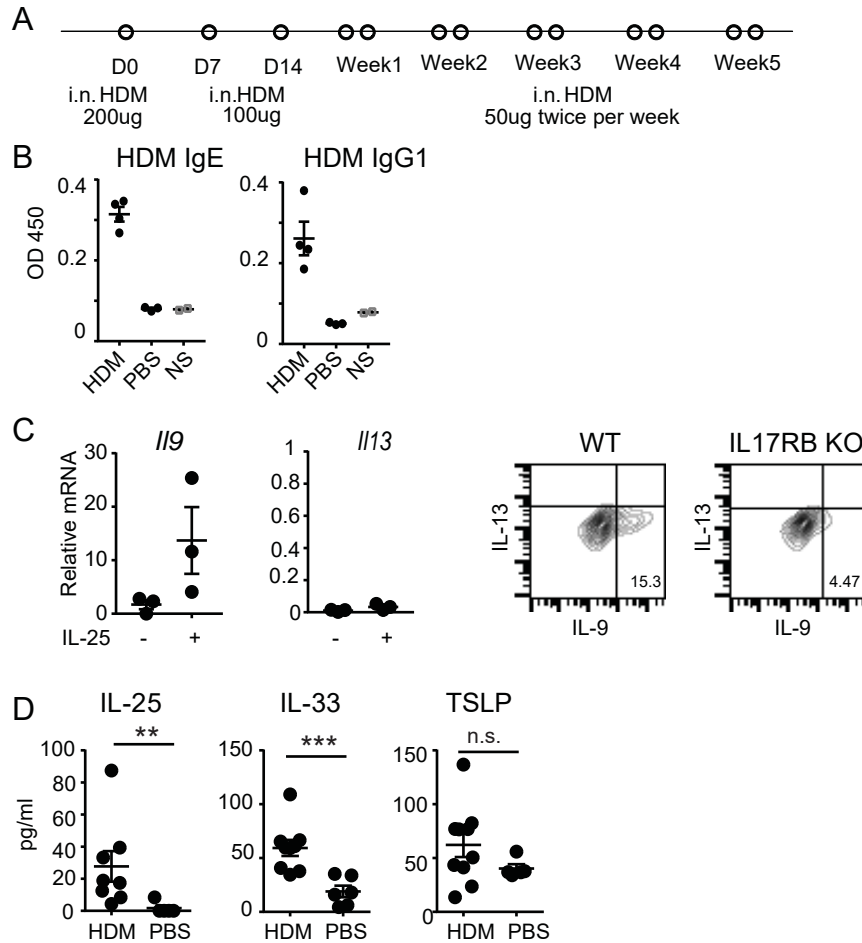 A
D0 D7 D14 Week1 Week2 Week3 Week4 Week5
i.n. HDM i.n.HDM i.n. HDM
200ug 100ug 50ug twice per week
B
HDM IgE HDM IgG1
OD 450
0.4
0.2
0
HDM PBS NS
0.4
0.2
0
HDM PBS NS
C
Il9
Relative mRNA
30
20
10
0
IL-25 - +
Il13
1
0.8
0.6
0.4
0.2
0
- +
WT
IL-13
15.3
IL-9
IL17RB KO
IL-13
4.47
IL-9
D
IL-25
**
pg/ml
100
80
60
40
20
0
HDM PBS
IL-33
***
150
100
50
0
HDM PBS
TSLP
n.s.
150
100
50
0
HDM PBS